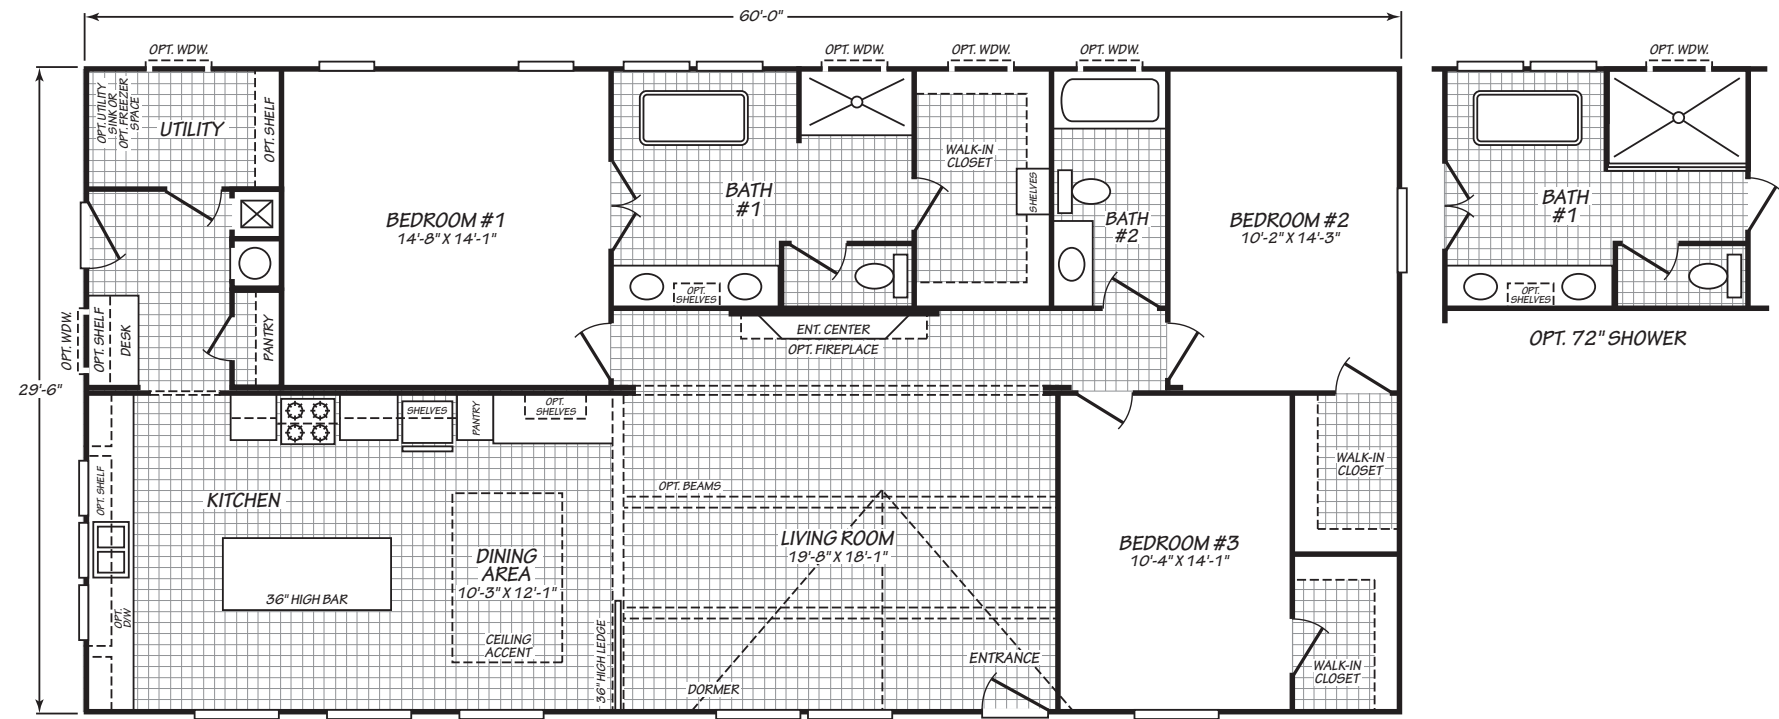 60'-0"
OPT. WDW.
OPT. WDW.
OPT. WDW.
OPT. WDW.
OPT. WDW.
OPT. UTILITY
SINK OR
OPT. FREEZER
SPACE
UTILITY
OPT. SHELF
BEDROOM #1
14'-8" X 14'-1"
BATH
#1
WALK-IN
CLOSET
SHELVES
BATH
#2
BEDROOM #2
10'-2" X 14'-3"
BATH
#1
OPT.
SHELVES
OPT.
SHELVES
OPT. 72" SHOWER
OPT. WDW.
OPT. SHELF
DESK
PANTRY
ENT. CENTER
OPT. FIREPLACE
29'-6"
SHELVES
PANTRY
OPT.
SHELVES
OPT. SHELF
KITCHEN
OPT. BEAMS
WALK-IN
CLOSET
LIVING ROOM
19'-8" X 18'-1"
BEDROOM #3
10'-4" X 14'-1"
DINING
AREA
10'-3" X 12'-1"
36" HIGH BAR
OPT.
D/W
CEILING
ACCENT
36" HIGH LEDGE
DORMER
ENTRANCE
WALK-IN
CLOSET